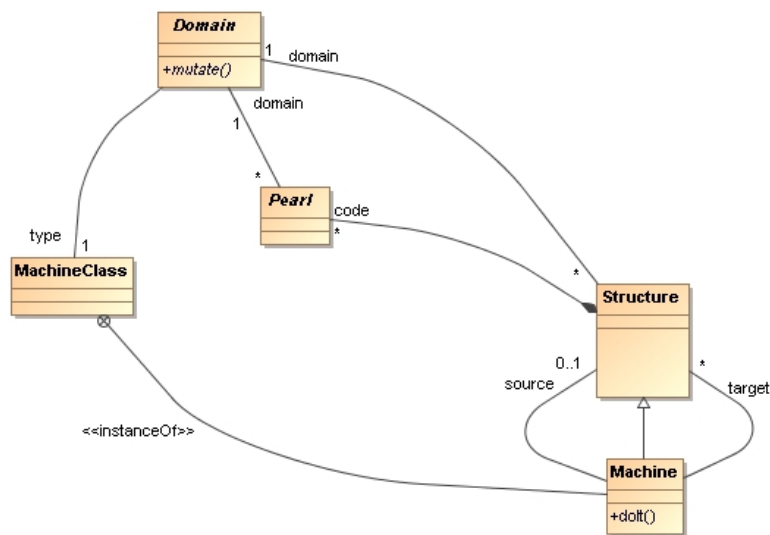 Domain
+mutate()
1
domain
domain
1
*
Pearl
code
*
type
1
MachineClass
*
Structure
0..1
*
source
target
<<instanceOf>>
Machine
+doIt()